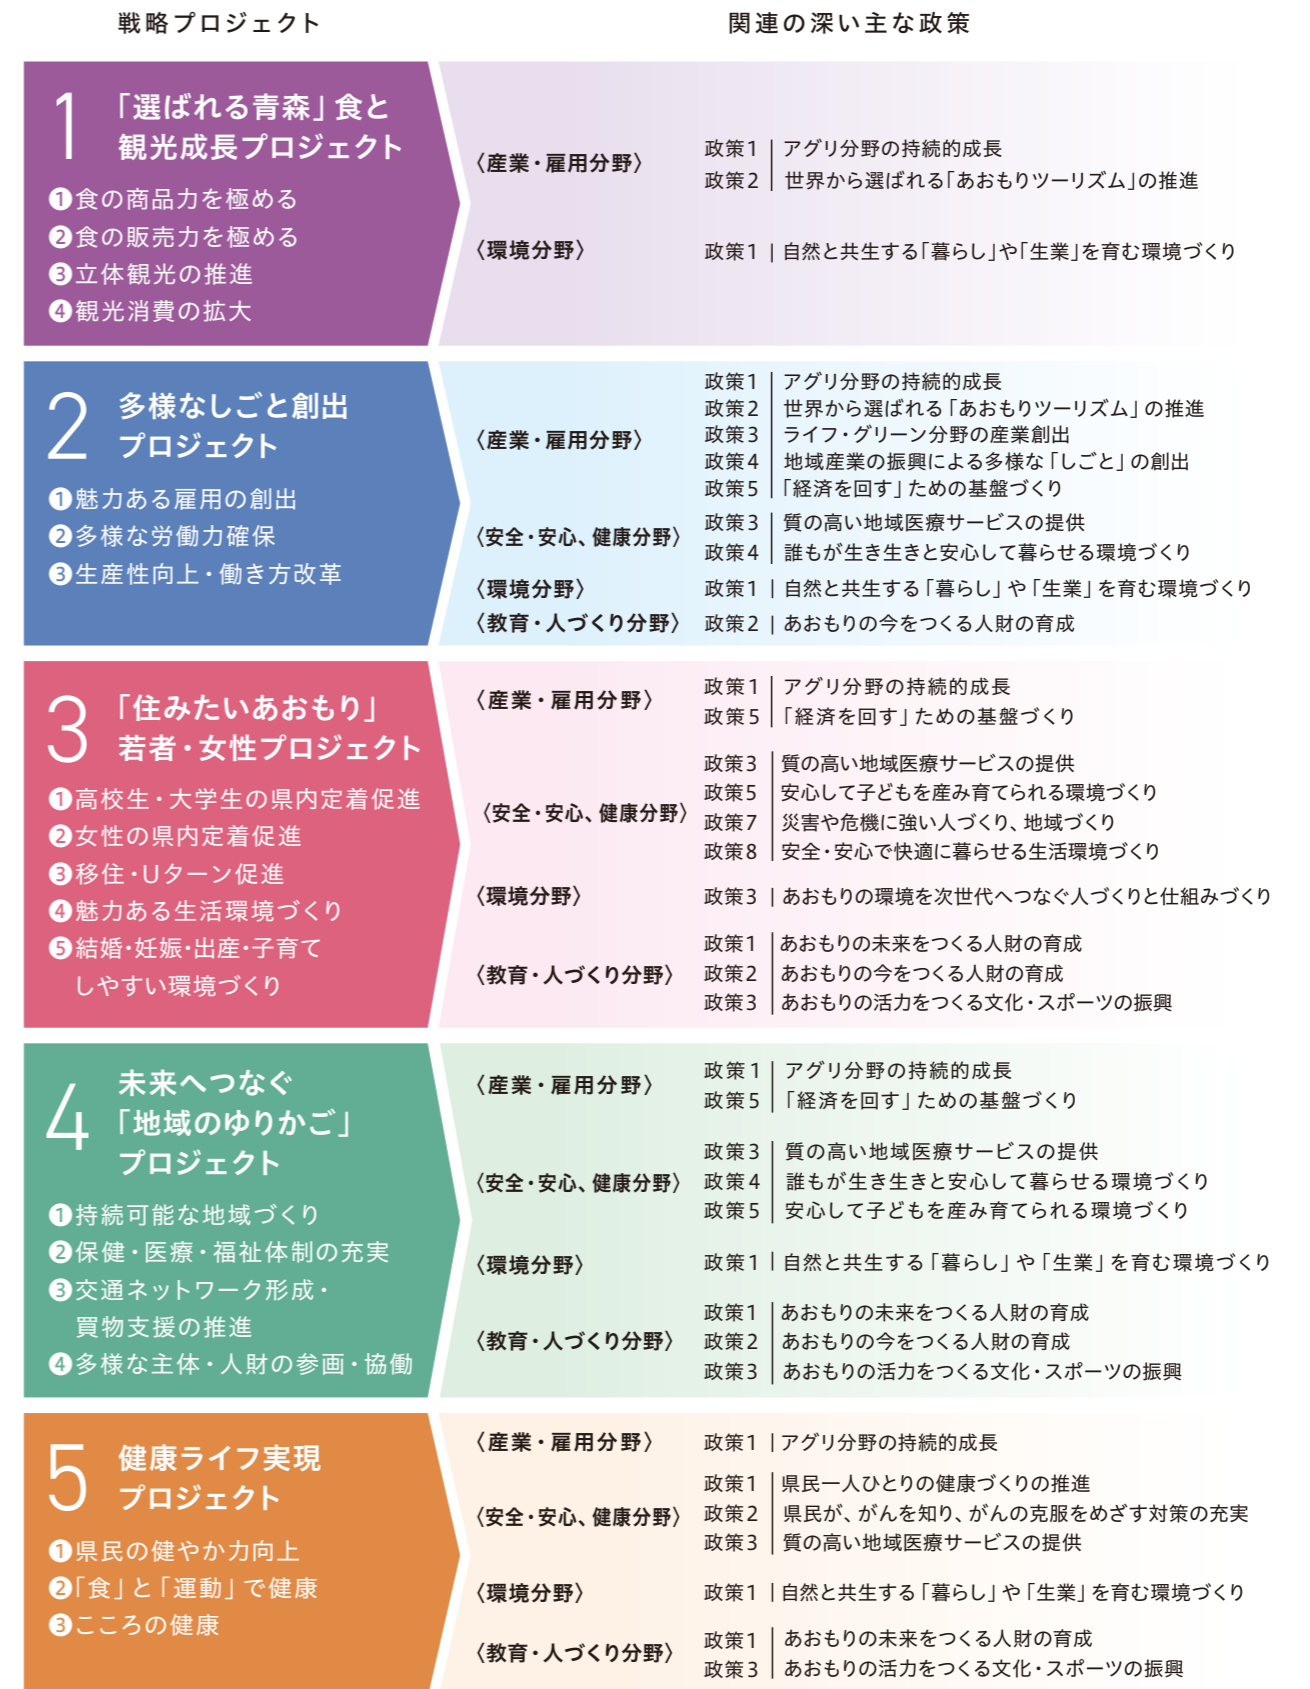 戦略プロジェクト
関連の深い主な政策
1
「選ばれる青森」食と
観光成長プロジェクト
❶食の商品力を極める
❷食の販売力を極める
❸立体観光の推進
❹観光消費の拡大
〈産業・雇用分野〉
政策1｜アグリ分野の持続的成長
政策2｜世界から選ばれる「あおもりツーリズム」の推進
〈環境分野〉
政策1｜自然と共生する「暮らし」や「生業」を育む環境づくり
2
多様なしごと創出
プロジェクト
❶魅力ある雇用の創出
❷多様な労働力確保
❸生産性向上・働き方改革
〈産業・雇用分野〉
政策1｜アグリ分野の持続的成長
政策2｜世界から選ばれる「あおもりツーリズム」の推進
政策3｜ライフ・グリーン分野の産業創出
政策4｜地域産業の振興による多様な「しごと」の創出
政策5｜「経済を回す」ための基盤づくり
〈安全・安心、健康分野〉
政策3｜質の高い地域医療サービスの提供
政策4｜誰もが生き生きと安心して暮らせる環境づくり
〈環境分野〉
政策1｜自然と共生する「暮らし」や「生業」を育む環境づくり
〈教育・人づくり分野〉
政策2｜あおもりの今をつくる人財の育成
3
「住みたいあおもり」
若者・女性プロジェクト
❶高校生・大学生の県内定着促進
❷女性の県内定着促進
❸移住・Uターン促進
❹魅力ある生活環境づくり
❺結婚・妊娠・出産・子育て
しやすい環境づくり
〈産業・雇用分野〉
政策1｜アグリ分野の持続的成長
政策5｜「経済を回す」ための基盤づくり
〈安全・安心、健康分野〉
政策3｜質の高い地域医療サービスの提供
政策5｜安心して子どもを産み育てられる環境づくり
政策7｜災害や危機に強い人づくり、地域づくり
政策8｜安全・安心で快適に暮らせる生活環境づくり
〈環境分野〉
政策3｜あおもりの環境を次世代へつなぐ人づくりと仕組みづくり
〈教育・人づくり分野〉
政策1｜あおもりの未来をつくる人財の育成
政策2｜あおもりの今をつくる人財の育成
政策3｜あおもりの活力をつくる文化・スポーツの振興
4
未来へつなぐ
「地域のゆりかご」
プロジェクト
❶持続可能な地域づくり
❷保健・医療・福祉体制の充実
❸交通ネットワーク形成・
買物支援の推進
❹多様な主体・人財の参画・協働
〈産業・雇用分野〉
政策1｜アグリ分野の持続的成長
政策5｜「経済を回す」ための基盤づくり
〈安全・安心、健康分野〉
政策3｜質の高い地域医療サービスの提供
政策4｜誰もが生き生きと安心して暮らせる環境づくり
政策5｜安心して子どもを産み育てられる環境づくり
〈環境分野〉
政策1｜自然と共生する「暮らし」や「生業」を育む環境づくり
〈教育・人づくり分野〉
政策1｜あおもりの未来をつくる人財の育成
政策2｜あおもりの今をつくる人財の育成
政策3｜あおもりの活力をつくる文化・スポーツの振興
5
健康ライフ実現
プロジェクト
❶県民の健やか力向上
❷「食」と「運動」で健康
❸こころの健康
〈産業・雇用分野〉
政策1｜アグリ分野の持続的成長
〈安全・安心、健康分野〉
政策1｜県民一人ひとりの健康づくりの推進
政策2｜県民が、がんを知り、がんの克服をめざす対策の充実
政策3｜質の高い地域医療サービスの提供
〈環境分野〉
政策1｜自然と共生する「暮らし」や「生業」を育む環境づくり
〈教育・人づくり分野〉
政策1｜あおもりの未来をつくる人財の育成
政策3｜あおもりの活力をつくる文化・スポーツの振興